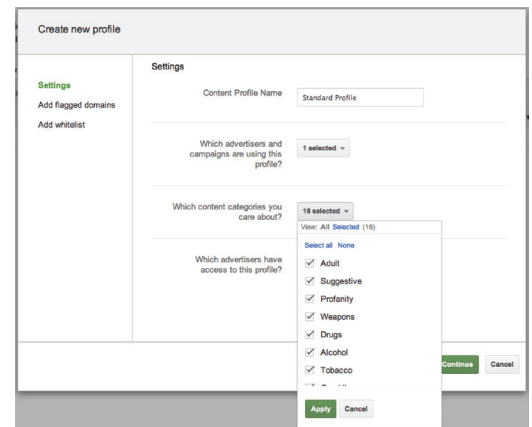 Create new profile
Settings
Add flagged domains
Add whitelist
Settings
Content Profile Name
Standard Profile
Which advertisers and
campaigns are using this
profile?
1 selected
Which content categories you
care about?
18 selected
View: All Selected (18)
Select all None
Adult
Suggestive
Profanity
Weapons
Drugs
Alcohol
Tobacco
Apply Cancel
Which advertisers have
access to this profile?
Continue Cancel